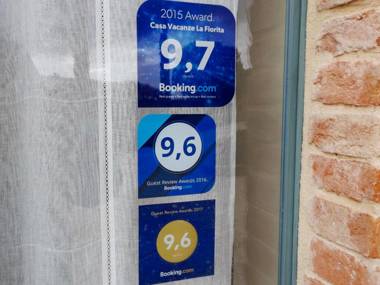 2015 Award.
Casa Vacanze La Fiorita
9,7
Booking.com
9,6
Guest Review Awards 2016
Booking.com
Guest Review Awards 2017
9,6
Booking.com